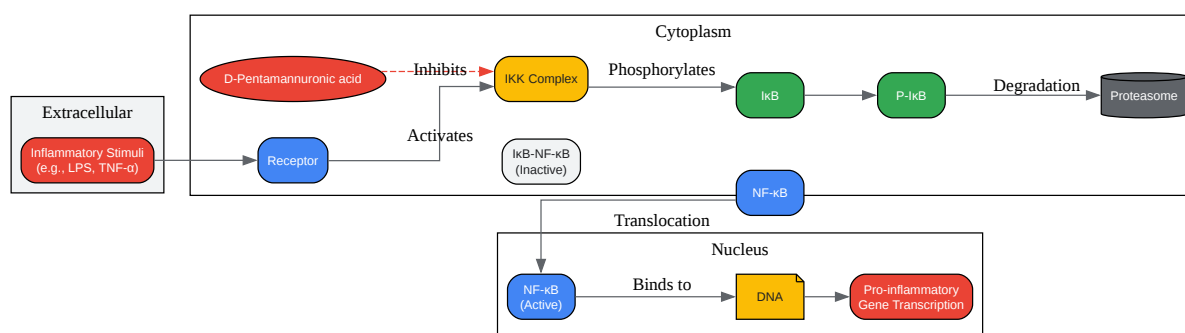 Cytoplasm
D-Pentamannuronic acid
Inhibits
IKK Complex
Phosphorylates
IκB
P-IκB
Degradation
Proteasome
Extracellular
Inflammatory Stimuli
(e.g., LPS, TNF-α)
Receptor
Activates
IκB-NF-κB
(Inactive)
NF-κB
Translocation
Nucleus
NF-κB
(Active)
Binds to
DNA
Pro-inflammatory
Gene Transcription